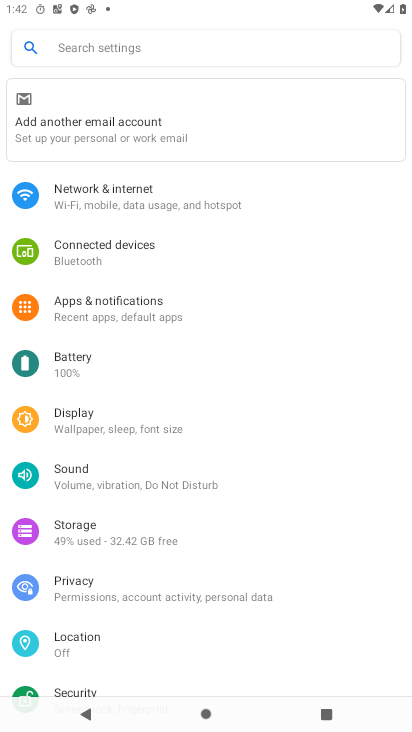 1:42
Search settings
Add another email account
Set up your personal or work email
Network & internet
Wi-Fi, mobile, data usage, and hotspot
Connected devices
Bluetooth
Apps & notifications
Recent apps, default apps
Battery
100%
Display
Wallpaper, sleep, font size
Sound
Volume, vibration, Do Not Disturb
Storage
49% used - 32.42 GB free
Privacy
Permissions, account activity, personal data
Location
Off
Security
Screen lock, fingerprint